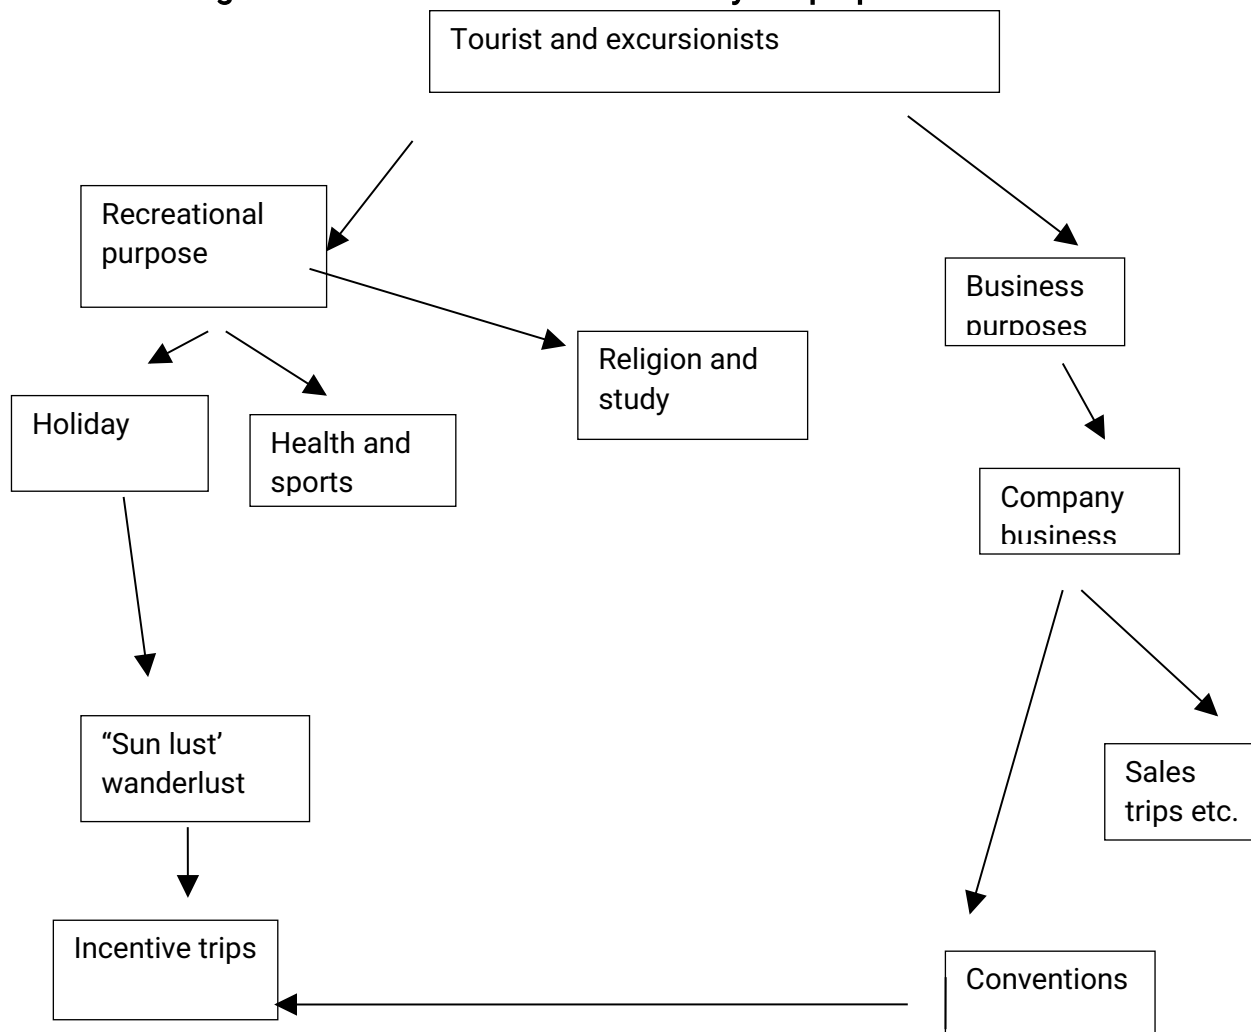 Tourist and excursionists
Recreational
purpose
Business
purposes
Religion and
study
Holiday
Health and
sports
Company
business
“Sun lust’
wanderlust
Sales
trips etc.
Incentive trips
Conventions